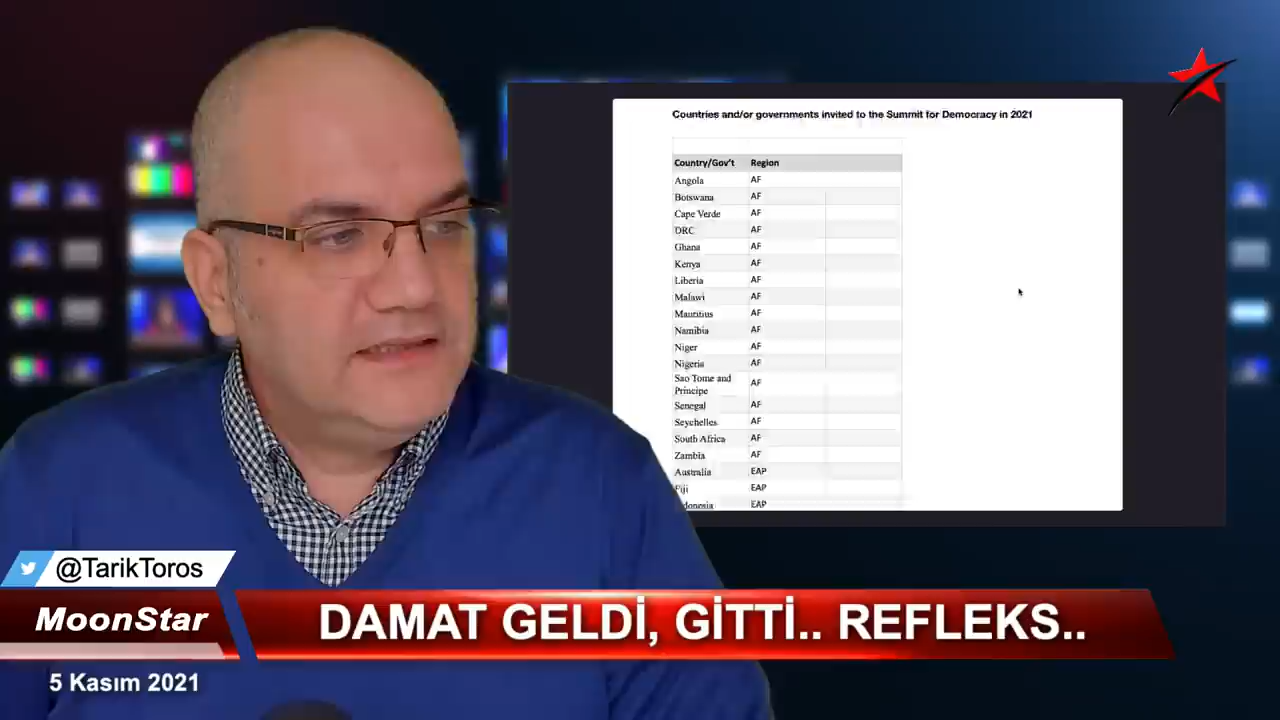 Countries and/or governments invited to the Summit for Democracy in 2021
Country/Gov't Region
Angola AF
Botswana AF
Cape Verde AF
DRC AF
Ghana AF
Kenya AF
Liberia AF
Malawi AF
Mauritius AF
Namibia AF
Niger AF
Nigeria AF
Sao Tome and
Principe AF
Senegal AF
Seychelles AF
South Africa AF
Zambia AF
Australia EAP
Fiji EAP
donesia EAP
@TarikToros
MoonStar
DAMAT GELDİ, GİTTİ.. REFLEKS..
5 Kasım 2021